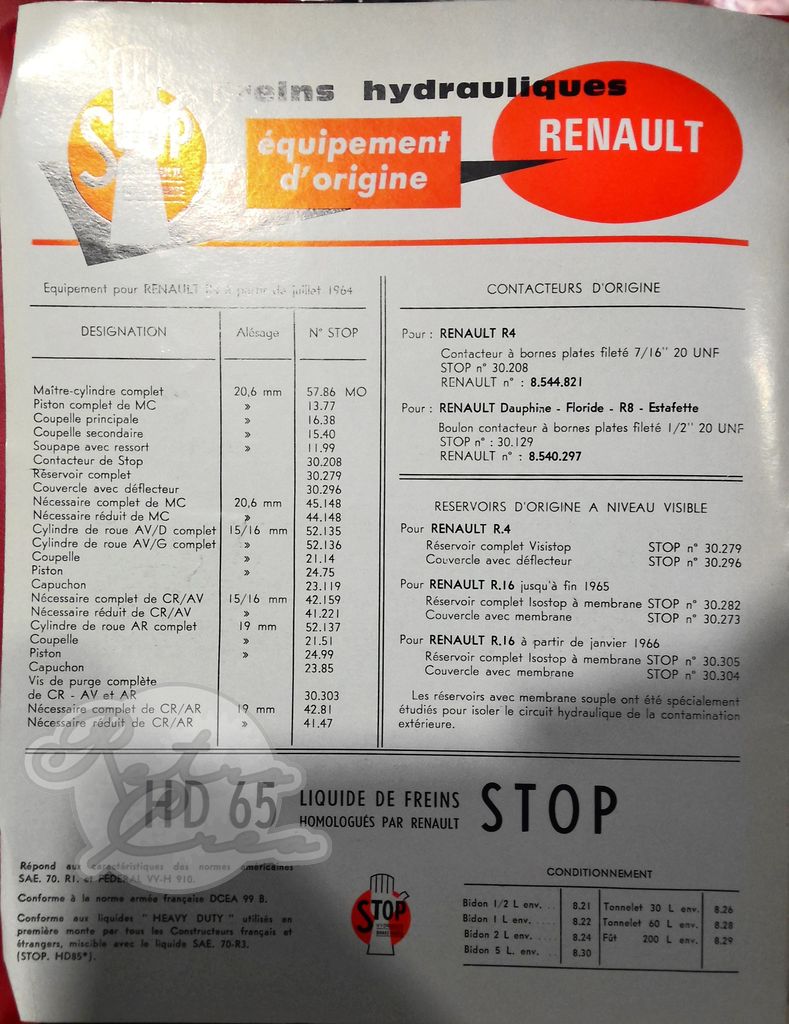 freins hydrauliques
STOP
équipement
d'origine
RENAULT
Equipement pour RENAULT à partir de juillet 1964
DESIGNATION Alésage N° STOP
Maître-cylindre complet 20,6 mm 57.86 MO
Piston complet de MC » 13.77
Coupelle principale » 16.38
Coupelle secondaire » 15.40
Soupape avec ressort » 11.99
Contacteur de Stop 30.208
Réservoir complet 30.279
Couvercle avec déflecteur 30.296
Nécessaire complet de MC 20,6 mm 45.148
Nécessaire réduit de MC » 44.148
Cylindre de roue AV/D complet 15/16 mm 52.135
Cylindre de roue AV/G complet » 52.136
Coupelle » 21.14
Piston » 24.75
Capuchon 23.119
Nécessaire complet de CR/AV 15/16 mm 42.159
Nécessaire réduit de CR/AV » 41.221
Cylindre de roue AR complet 19 mm 52.137
Coupelle » 21.51
Piston » 24.99
Capuchon 23.85
Vis de purge complète
de CR - AV et AR 30.303
Nécessaire complet de CR/AR 19 mm 42.81
Nécessaire réduit de CR/AR » 41.47
CONTACTEURS D'ORIGINE
Pour : RENAULT R4
Contacteur à bornes plates fileté 7/16" 20 UNF
STOP n° 30.208
RENAULT n° : 8.544.821
Pour : RENAULT Dauphine - Floride - R8 - Estafette
Boulon contacteur à bornes plates fileté 1/2" 20 UNF
STOP n° : 30.129
RENAULT n° : 8.540.297
RESERVOIRS D'ORIGINE A NIVEAU VISIBLE
Pour RENAULT R.4
Réservoir complet Visistop STOP n° 30.279
Couvercle avec déflecteur STOP n° 30.296
Pour RENAULT R.16 jusqu'à fin 1965
Réservoir complet Isostop à membrane STOP n° 30.282
Couvercle avec membrane STOP n° 30.273
Pour RENAULT R.16 à partir de janvier 1966
Réservoir complet Isostop à membrane STOP n° 30.305
Couvercle avec membrane STOP n° 30.304
Les réservoirs avec membrane souple ont été spécialement
étudiés pour isoler le circuit hydraulique de la contamination
extérieure.
Retro Crea
HD 65 LIQUIDE DE FREINS
HOMOLOGUÉS PAR RENAULT STOP
Répond aux caractéristiques des normes américaines
SAE. 70. R1. et FÉDÉRAL VV-H 910.
Conforme à la norme armée française DCEA 99 B.
Conforme aux liquides " HEAVY DUTY " utilisés en
première monte par tous les Constructeurs français et
étrangers, miscible avec le liquide SAE. 70-R3.
(STOP. HD85*).
STOP
CONDITIONNEMENT
Bidon 1/2 L env. . . 8.21 Tonnelet 30 L env. 8.26
Bidon 1 L env. . . . 8.22 Tonnelet 60 L env. 8.28
Bidon 2 L env. . . . 8.24 Fût 200 L env. 8.29
Bidon 5 L. env. . . . 8.30